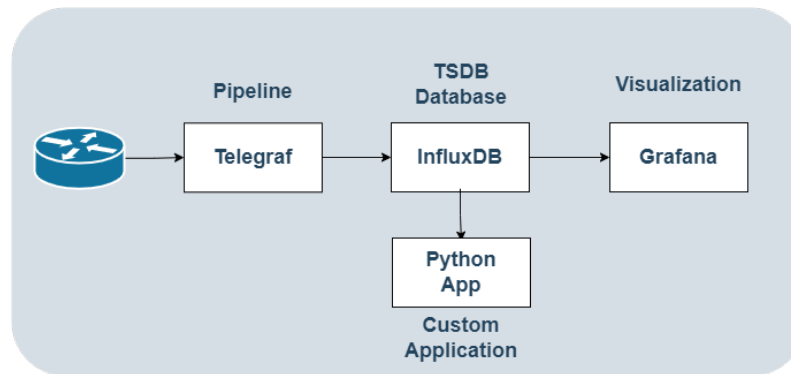 Pipeline
TSDB
Database
Visualization
Telegraf
InfluxDB
Grafana
Python
App
Custom
Application